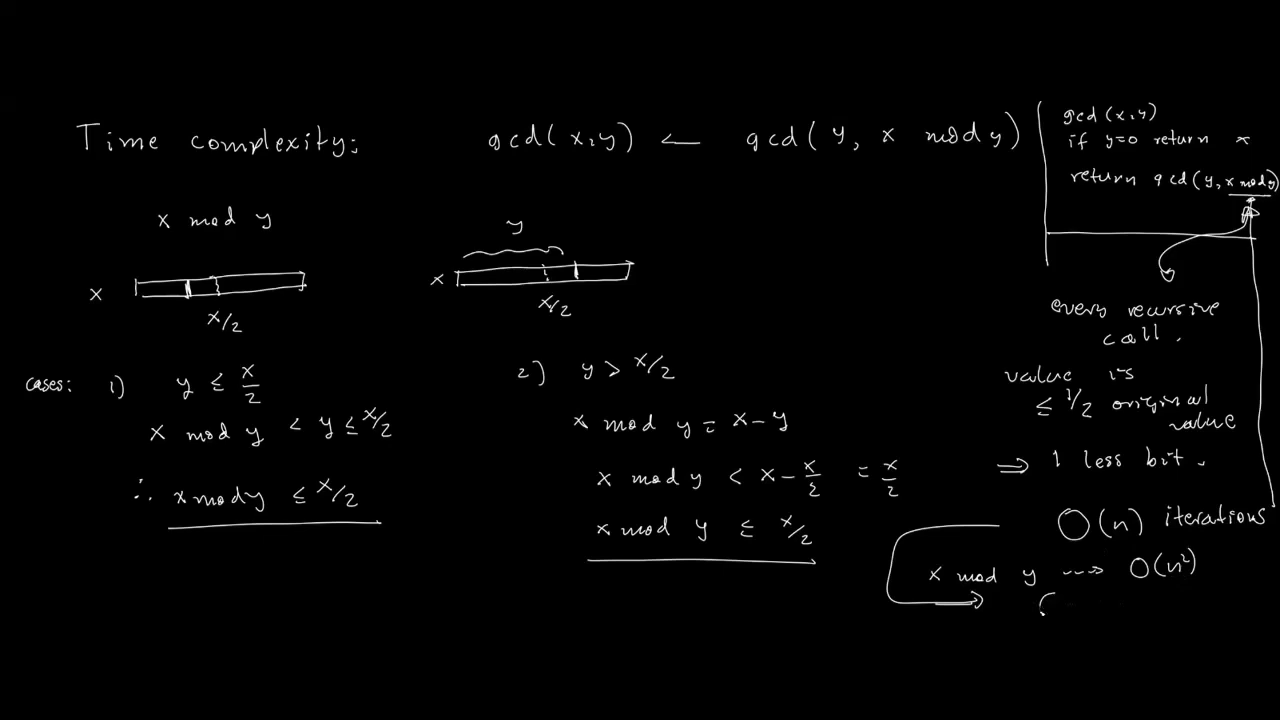 Time complexity:
gcd(x,y) ← gcd(y, x mod y)
gcd(x,y)
if y=0 return x
return gcd(y, x mod y)
x mod y
x
x/2
y
x
x/2
every recursive
call.
value is
≤ 1/2 original
value
⇒ 1 less bit.
O(n) iterations
x mod y ---> O(n²)
cases: 1) y ≤ x/2
x mod y < y ≤ x/2
∴ x mod y ≤ x/2
2) y > x/2
x mod y = x - y
x mod y < x - x/2 = x/2
x mod y ≤ x/2